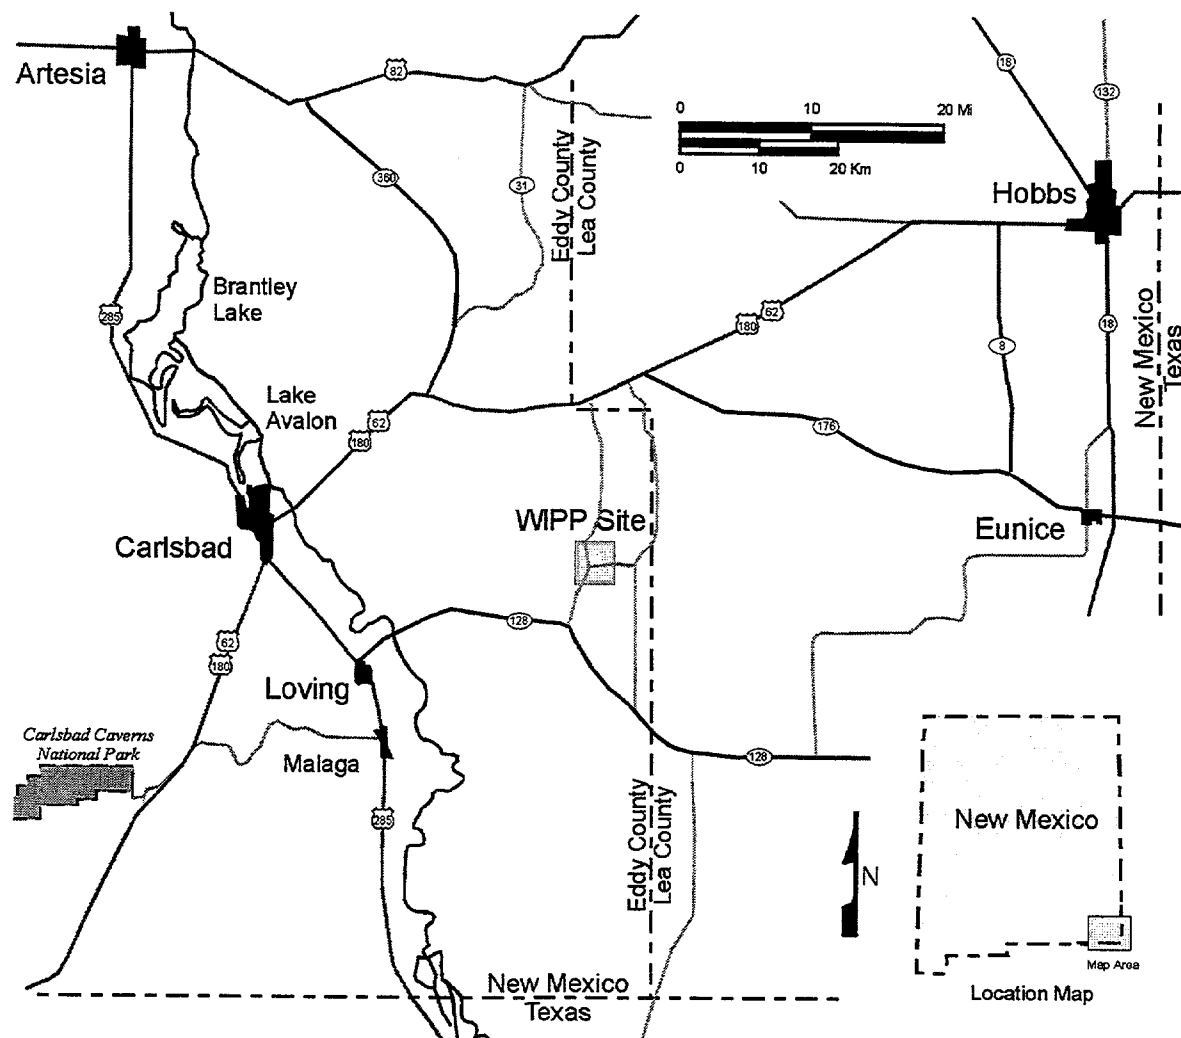 Artesia
82
18
132
0 10 20 Mi
0 10 20 Km
360
31
Eddy County
Lea County
Hobbs
Brantley
Lake
285
180
62
8
18
New Mexico
Texas
Lake
Avalon
62
180
176
WIPP Site
Eunice
Carlsbad
128
62
180
Loving
Carlsbad Caverns
National Park
Malaga
128
285
Eddy County
Lea County
N
New Mexico
Map Area
Location Map
New Mexico
Texas